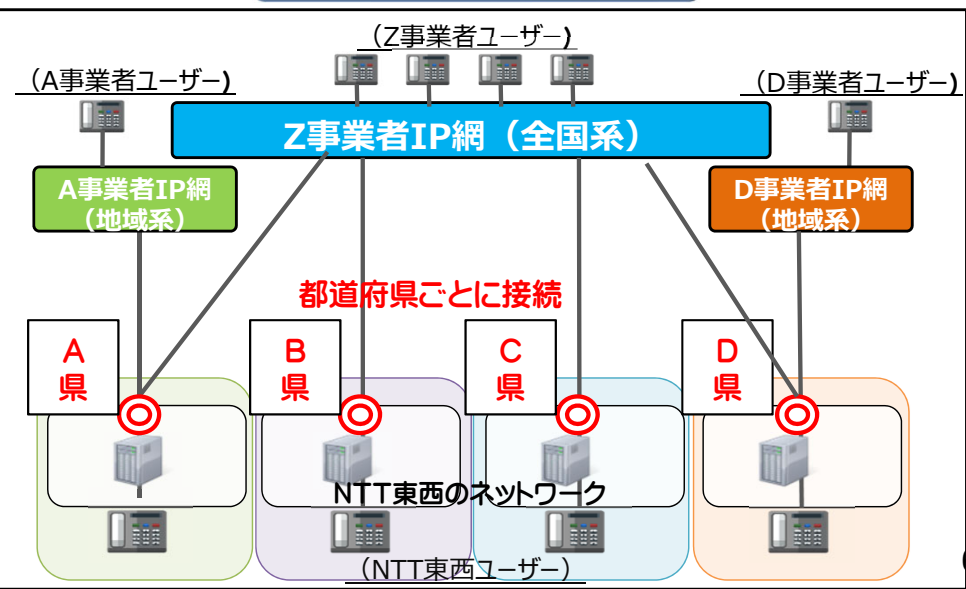 （Z事業者ユーザー)
（A事業者ユーザー)
（D事業者ユーザー)
Z事業者IP網（全国系）
A事業者IP網
（地域系）
D事業者IP網
（地域系）
都道府県ごとに接続
A
県
B
県
C
県
D
県
NTT東西のネットワーク
（NTT東西ユーザー）